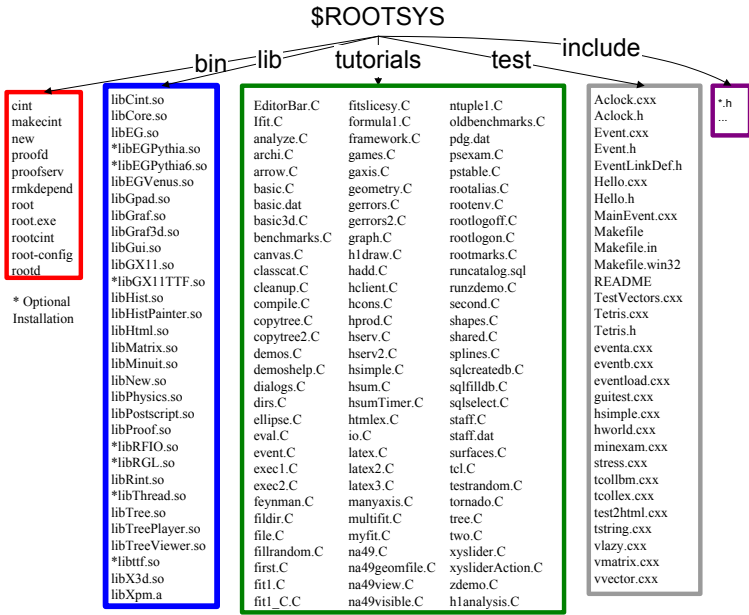 $ROOTSYS
bin
lib
tutorials
test
include
cint
makecint
new
proofd
proofserv
rmkdepend
root
root.exe
rootcint
root-config
rootd
* Optional
Installation
libCint.so
libCore.so
libEG.so
*libEGPythia.so
*libEGPythia6.so
libEGVenus.so
libGpad.so
libGraf.so
libGraf3d.so
libGui.so
libGX11.so
*libGX11TTF.so
libHist.so
libHistPainter.so
libHtml.so
libMatrix.so
libMinuit.so
libNew.so
libPhysics.so
libPostscript.so
libProof.so
*libRFIO.so
*libRGL.so
libRint.so
*libThread.so
libTree.so
libTreePlayer.so
libTreeViewer.so
*libttf.so
libX3d.so
libXpm.a
EditorBar.C
Ifit.C
analyze.C
archi.C
arrow.C
basic.C
basic.dat
basic3d.C
benchmarks.C
canvas.C
classcat.C
cleanup.C
compile.C
copytree.C
copytree2.C
demos.C
demoshelp.C
dialogs.C
dirs.C
ellipse.C
eval.C
event.C
exec1.C
exec2.C
feynman.C
fildir.C
file.C
fillrandom.C
first.C
fit1.C
fit1_C.C
fitslicesy.C
formula1.C
framework.C
games.C
gaxis.C
geometry.C
gerrors.C
gerrors2.C
graph.C
h1draw.C
hadd.C
hclient.C
hcons.C
hprod.C
hserv.C
hserv2.C
hsimple.C
hsum.C
hsumTimer.C
htmlex.C
io.C
latex.C
latex2.C
latex3.C
manyaxis.C
multifit.C
myfit.C
na49.C
na49geomfile.C
na49view.C
na49visible.C
ntuple1.C
oldbenchmarks.C
pdg.dat
psexam.C
pstable.C
rootalias.C
rootenv.C
rootlogoff.C
rootlogon.C
rootmarks.C
runcatalog.sql
runzdemo.C
second.C
shapes.C
shared.C
splines.C
sqlcreatedb.C
sqlfilldb.C
sqlselect.C
staff.C
staff.dat
surfaces.C
tcl.C
testrandom.C
tornado.C
tree.C
two.C
xyslider.C
xysliderAction.C
zdemo.C
h1analysis.C
Aclock.cxx
Aclock.h
Event.cxx
Event.h
EventLinkDef.h
Hello.cxx
Hello.h
MainEvent.cxx
Makefile
Makefile.in
Makefile.win32
README
TestVectors.cxx
Tetris.cxx
Tetris.h
eventa.cxx
eventb.cxx
eventload.cxx
guitest.cxx
hsimple.cxx
hworld.cxx
minexam.cxx
stress.cxx
tcollbm.cxx
tcollex.cxx
test2html.cxx
tstring.cxx
vlazy.cxx
vmatrix.cxx
vvector.cxx
*.h
...